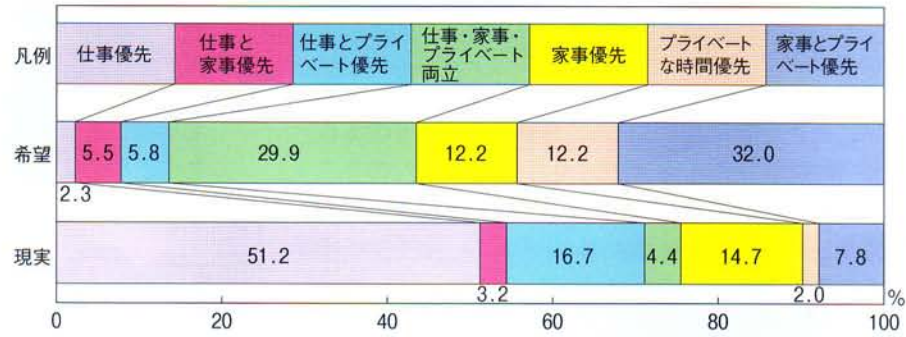 凡例
仕事優先
仕事と
家事優先
仕事とプライ
ベート優先
仕事・家事・
プライベート
両立
家事優先
プライベート
な時間優先
家事とプライ
ベート優先
希望
5.5
5.8
29.9
12.2
12.2
32.0
2.3
現実
51.2
16.7
4.4
14.7
7.8
3.2
2.0
%
0
20
40
60
80
100